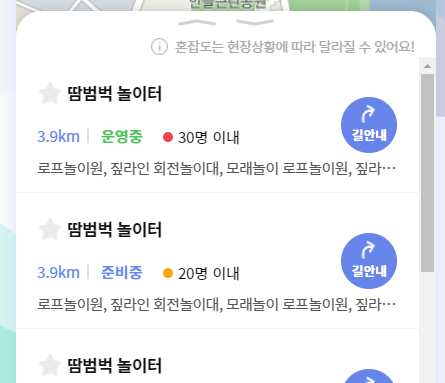 혼잡도는 현장상황에 따라 달라질 수 있어요!
땀범벅 놀이터
3.9km 운영중 30명 이내
길안내
로프놀이원, 짚라인 회전놀이대, 모래놀이 로프놀이원, 짚라···
땀범벅 놀이터
3.9km 준비중 20명 이내
길안내
로프놀이원, 짚라인 회전놀이대, 모래놀이 로프놀이원, 짚라···
땀범벅 놀이터